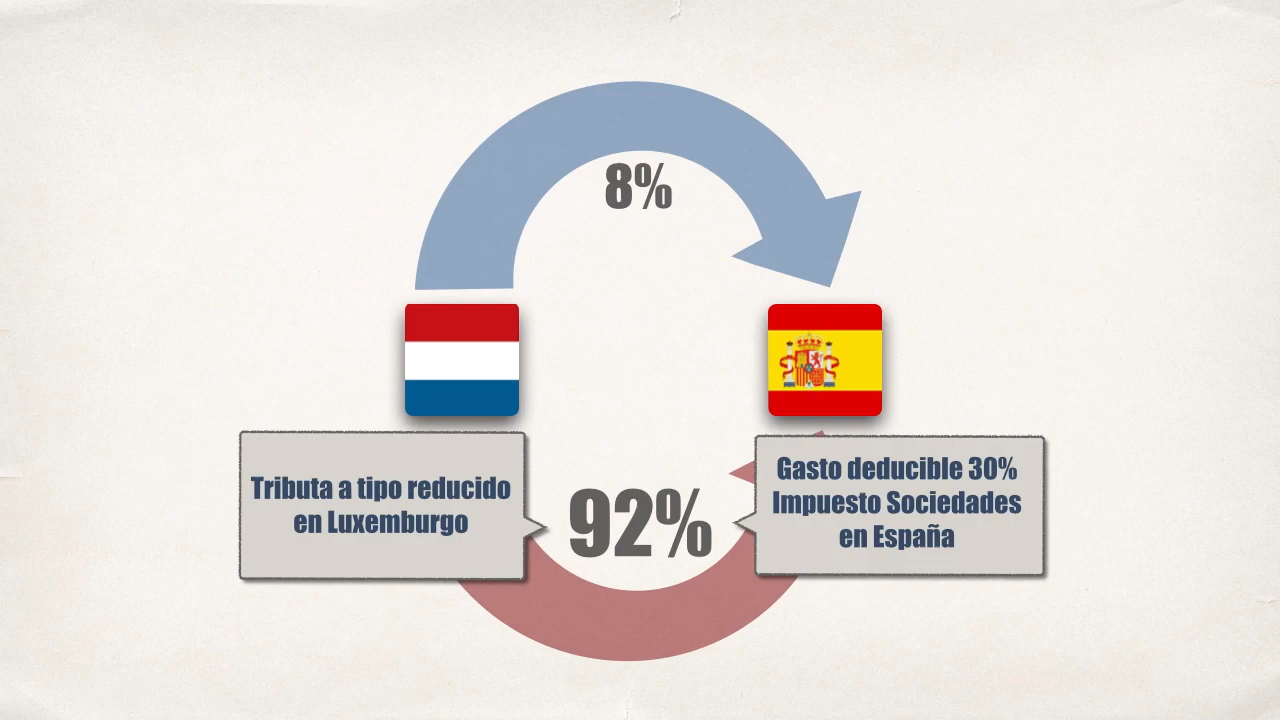 8%
Tributa a tipo reducido
en Luxemburgo
92%
Gasto deducible 30%
Impuesto Sociedades
en España